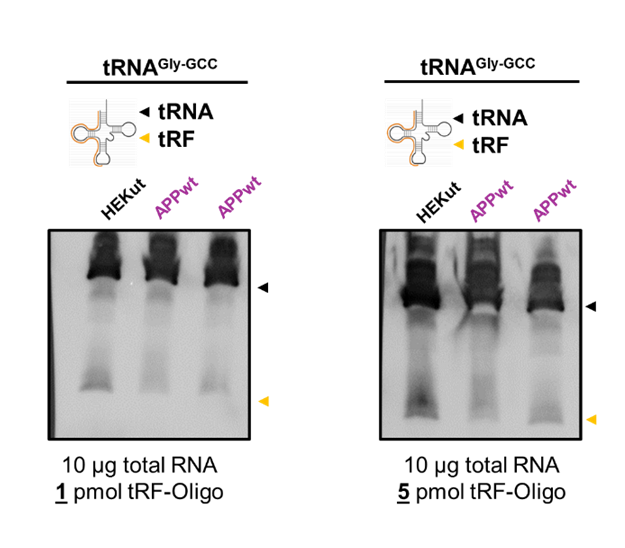 tRNAGly-GCC
tRNA
tRF
HEKut
APPwt
APPwt
10 µg total RNA
1 pmol tRF-Oligo
tRNAGly-GCC
tRNA
tRF
HEKut
APPwt
APPwt
10 µg total RNA
5 pmol tRF-Oligo